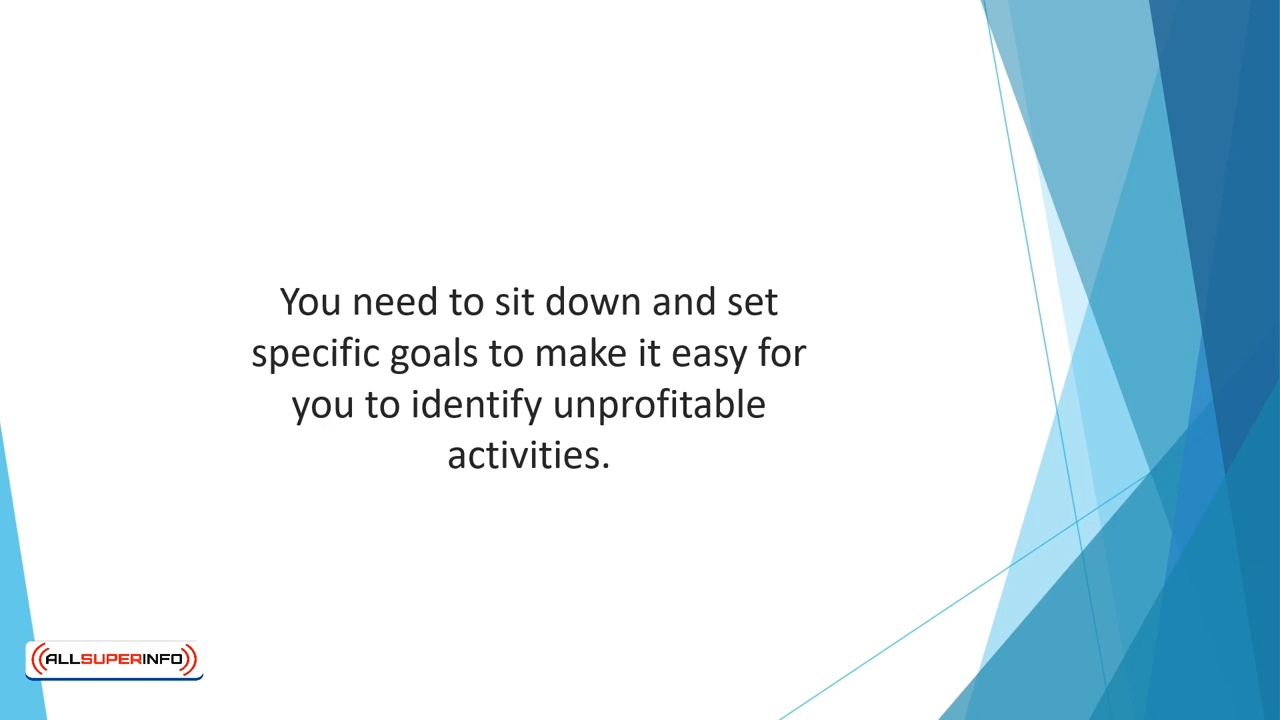 You need to sit down and set
specific goals to make it easy for
you to identify unprofitable
activities.
ALLSUPERINFO